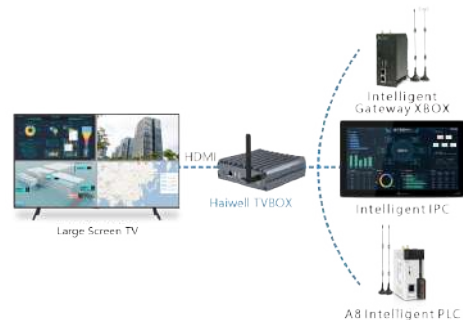 Intelligent
Gateway XBOX
HDMI
Haiwell TVBOX
Large Screen TV
Intelligent IPC
A8 Intelligent PLC